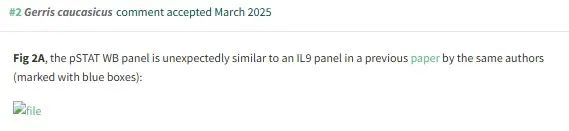 #2 Gerris caucasicus comment accepted March 2025
Fig 2A, the pSTAT WB panel is unexpectedly similar to an IL9 panel in a previous paper by the same authors
(marked with blue boxes):
file